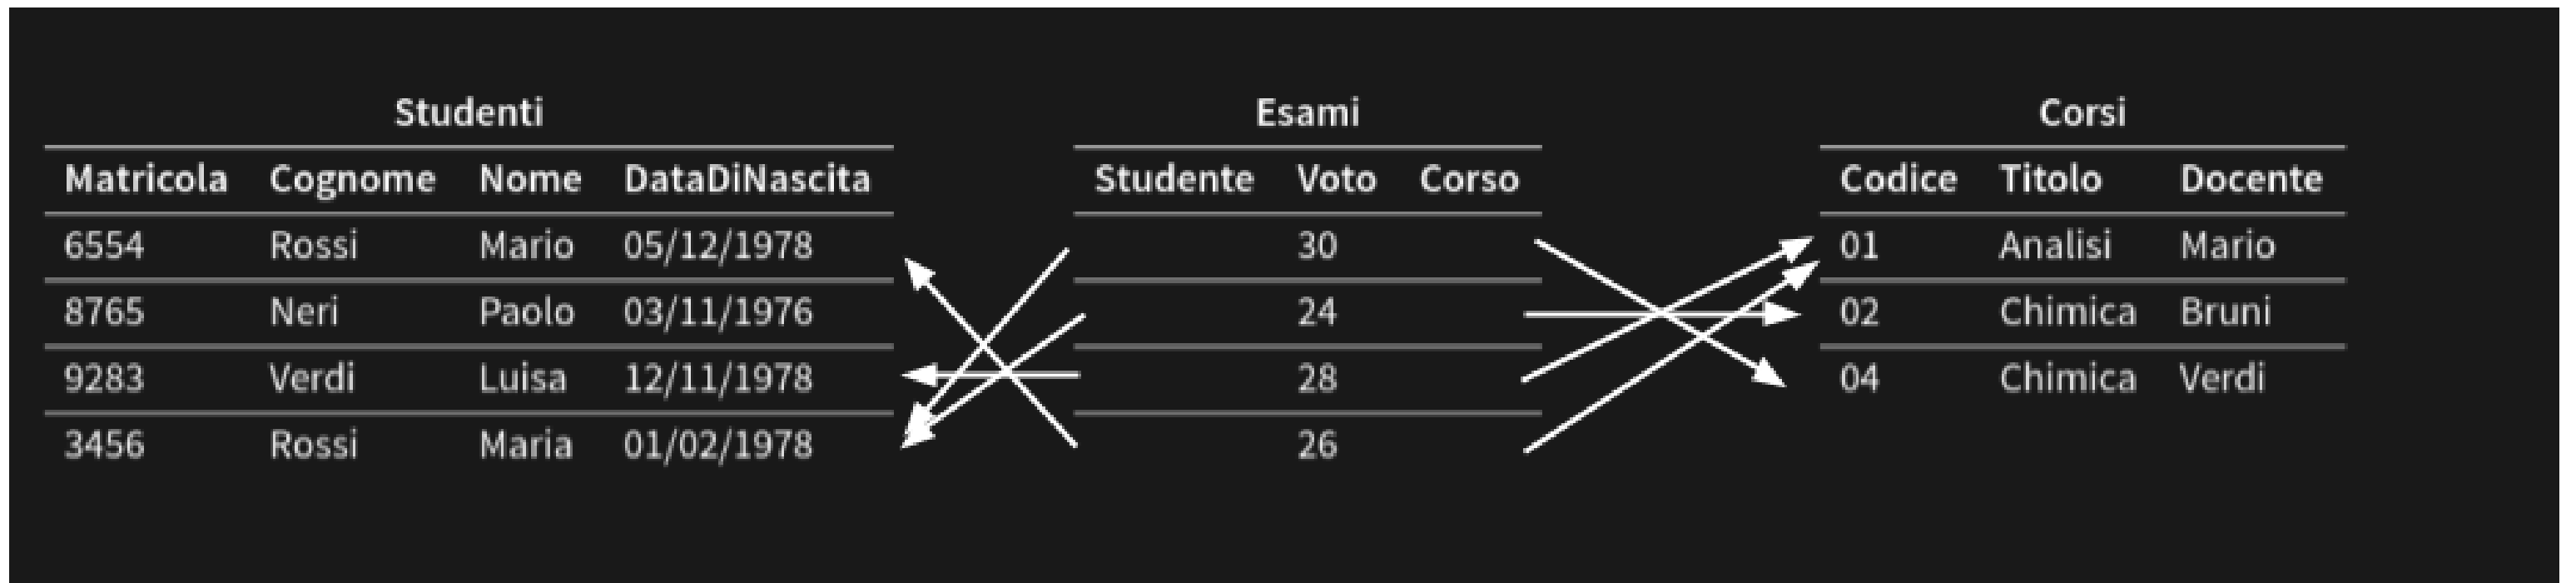 Studenti Esami Corsi
Matricola Cognome Nome DataDiNascita Studente Voto Corso Codice Titolo Docente
6554 Rossi Mario 05/12/1978 30 01 Analisi Mario
8765 Neri Paolo 03/11/1976 24 02 Chimica Bruni
9283 Verdi Luisa 12/11/1978 28 04 Chimica Verdi
3456 Rossi Maria 01/02/1978 26